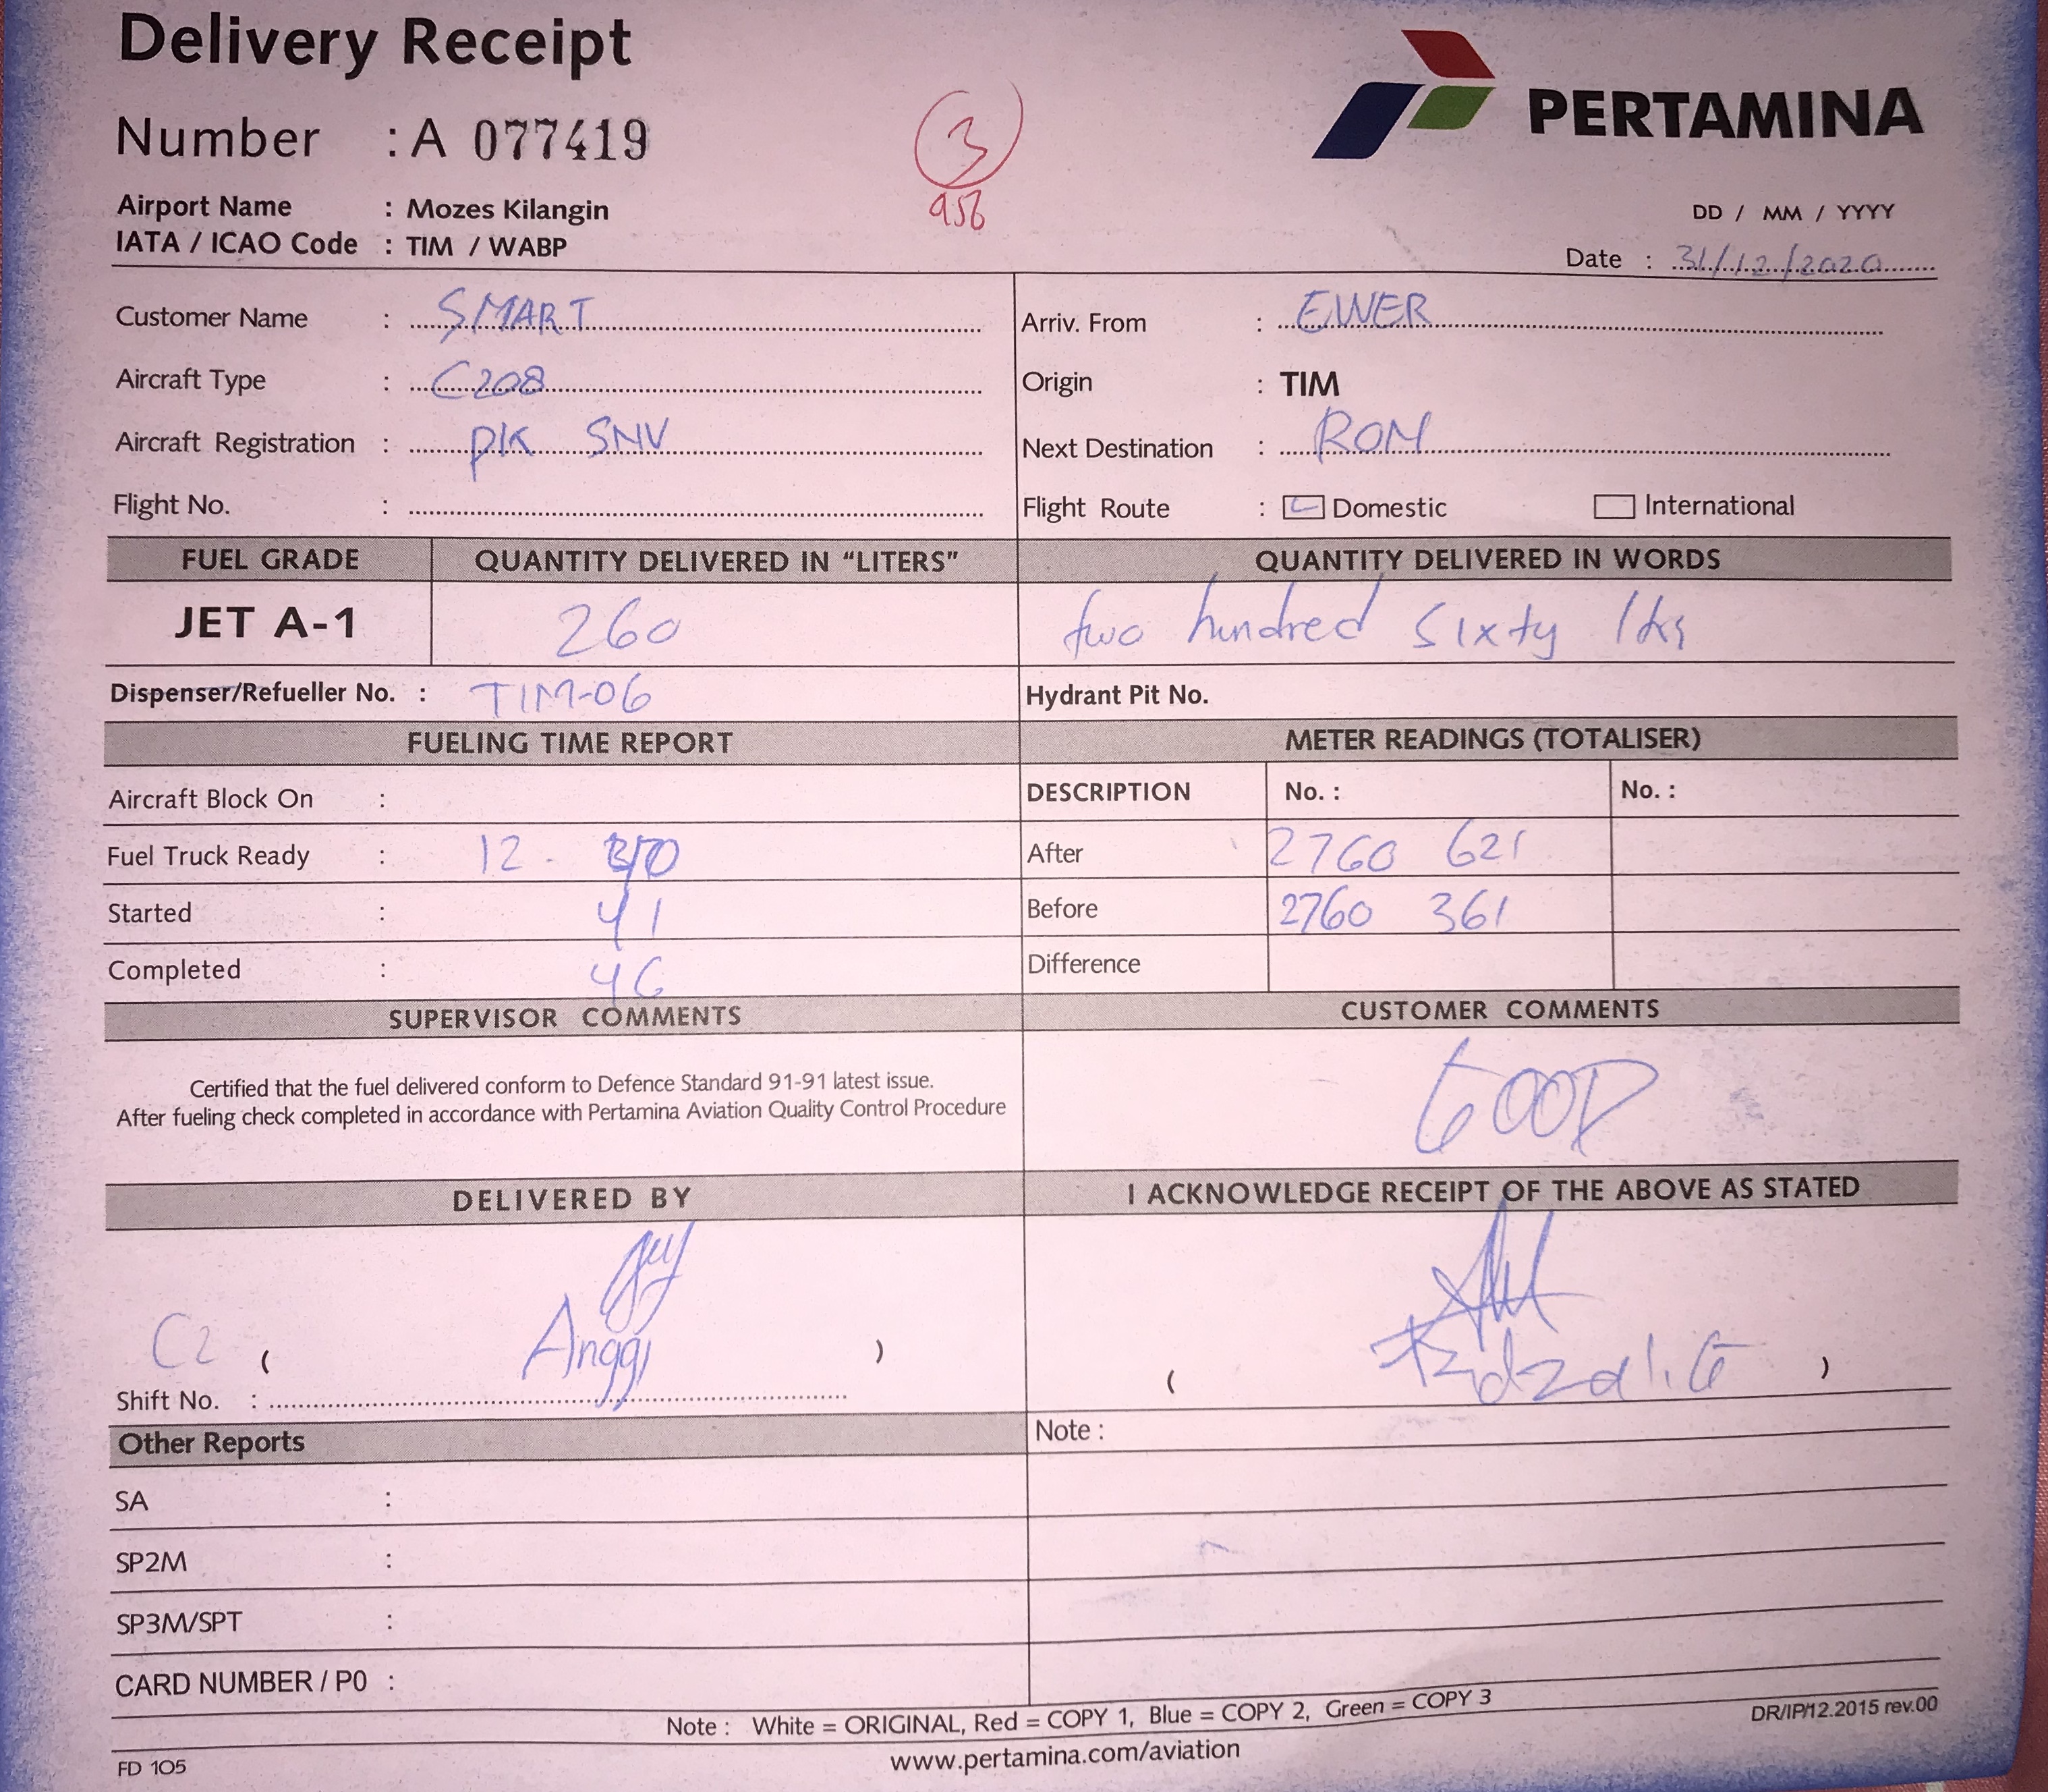 Delivery Receipt
Number : A 077419
3
956
PERTAMINA
Airport Name : Mozes Kilangin
IATA / ICAO Code : TIM / WABP
DD / MM / YYYY
Date : 31/12/2020
Customer Name : SMART
Arriv. From : EWER
Aircraft Type : C208
Origin : TIM
Aircraft Registration : PK SNV
Next Destination : ROM
Flight No. :
Flight Route : Domestic International
FUEL GRADE QUANTITY DELIVERED IN "LITERS" QUANTITY DELIVERED IN WORDS
JET A-1 260 two hundred sixty ltrs
Dispenser/Refueller No. : TIM-06 Hydrant Pit No.
FUELING TIME REPORT METER READINGS (TOTALISER)
Aircraft Block On : DESCRIPTION No. : No. :
Fuel Truck Ready : 12. After 2760 621
Started : 41 Before 2760 361
Completed : 46 Difference
SUPERVISOR COMMENTS CUSTOMER COMMENTS
Certified that the fuel delivered conform to Defence Standard 91-91 latest issue.
After fueling check completed in accordance with Pertamina Aviation Quality Control Procedure
GOOD
DELIVERED BY I ACKNOWLEDGE RECEIPT OF THE ABOVE AS STATED
C2 ( Anggi ) ( )
Shift No. :
Other Reports Note :
SA :
SP2M :
SP3M/SPT :
CARD NUMBER / P0 :
Note : White = ORIGINAL, Red = COPY 1, Blue = COPY 2, Green = COPY 3
DR/IP/12.2015 rev.00
www.pertamina.com/aviation
FD 105